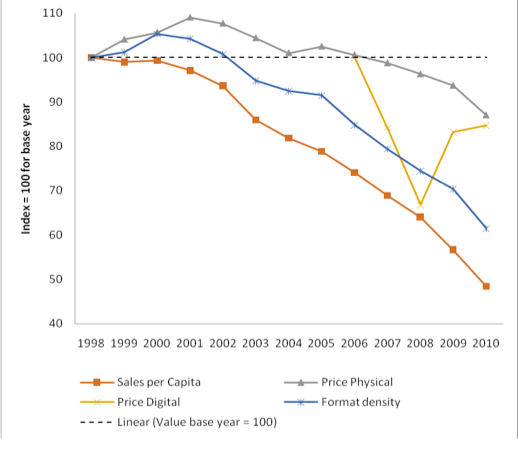 110
100
90
80
70
60
50
40
Index = 100 for base year
1998 1999 2000 2001 2002 2003 2004 2005 2006 2007 2008 2009 2010
Sales per Capita Price Physical
Price Digital Format density
Linear (Value base year = 100)